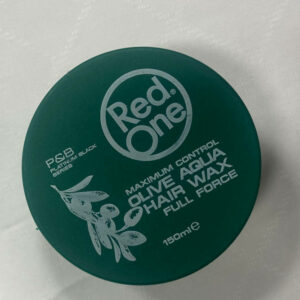 Red
One
P&B
PLATINUM BLACK
SERIES
MAXIMUM CONTROL
OLIVE AQUA
HAIR WAX
FULL FORCE
150ml e